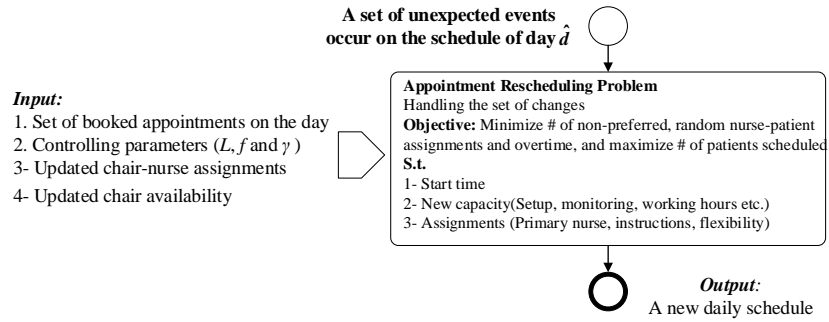 A set of unexpected events
occur on the schedule of day d̂
Input:
1. Set of booked appointments on the day
2. Controlling parameters (L, f and γ )
3- Updated chair-nurse assignments
4- Updated chair availability
Appointment Rescheduling Problem
Handling the set of changes
Objective: Minimize # of non-preferred, random nurse-patient
assignments and overtime, and maximize # of patients scheduled
S.t.
1- Start time
2- New capacity(Setup, monitoring, working hours etc.)
3- Assignments (Primary nurse, instructions, flexibility)
Output:
A new daily schedule